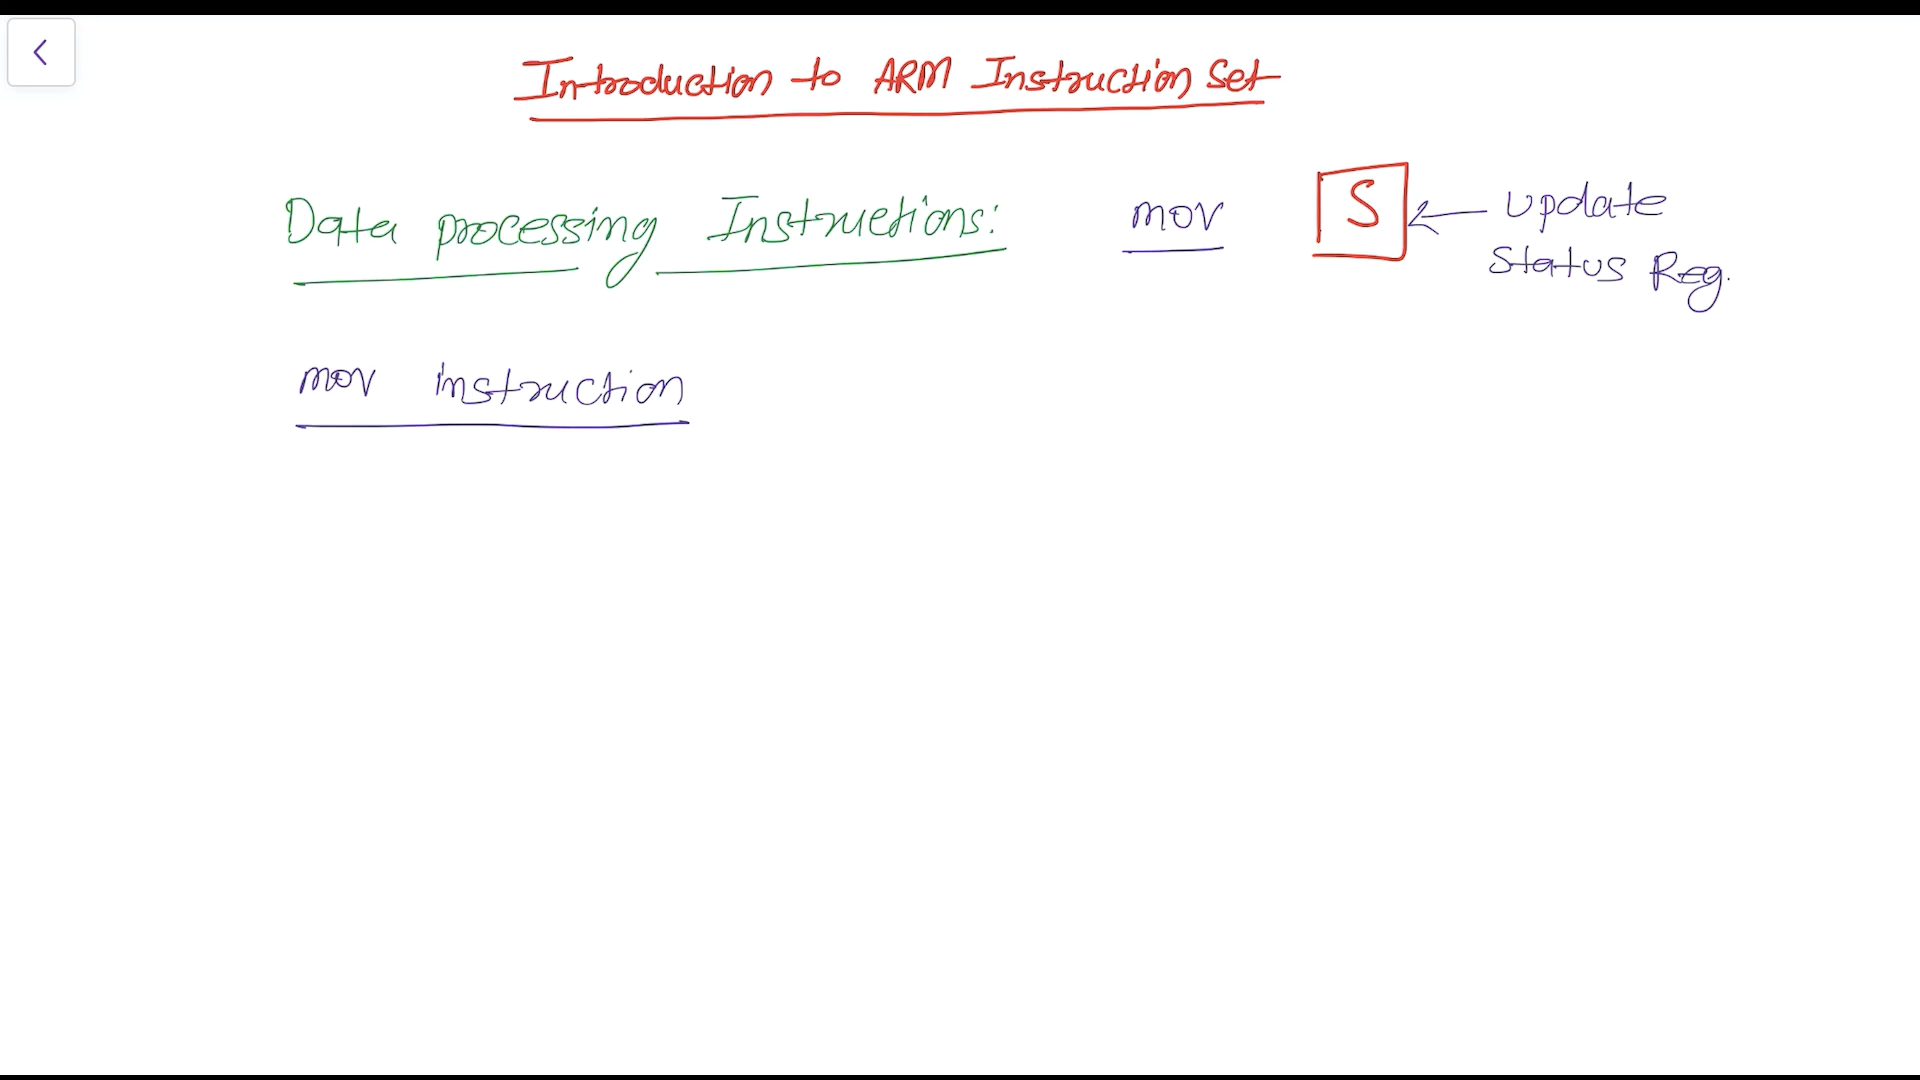 Introduction to ARM Instruction Set
Data processing Instructions: mov S ← Update
Status Reg.
mov instruction